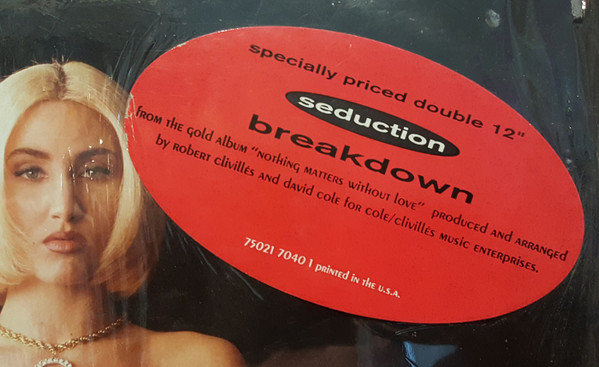 specially priced double 12"
seduction
breakdown
from the gold album "nothing matters without love" produced and arranged
by robert clivillés and david cole for cole/clivillés music enterprises.
75021 7040 1 printed in the u.s.a.